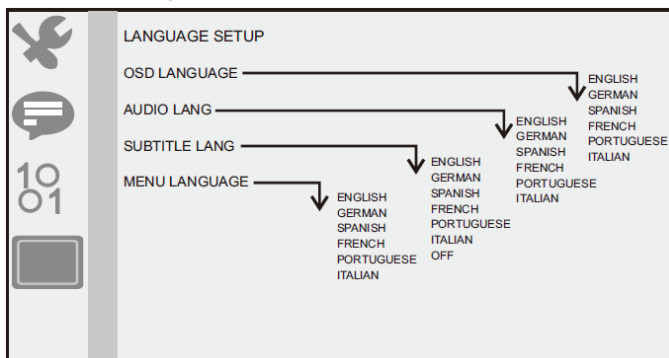 LANGUAGE SETUP
OSD LANGUAGE
ENGLISH
GERMAN
SPANISH
FRENCH
PORTUGUESE
ITALIAN
AUDIO LANG
ENGLISH
GERMAN
SPANISH
FRENCH
PORTUGUESE
ITALIAN
SUBTITLE LANG
ENGLISH
GERMAN
SPANISH
FRENCH
PORTUGUESE
ITALIAN
OFF
MENU LANGUAGE
ENGLISH
GERMAN
SPANISH
FRENCH
PORTUGUESE
ITALIAN
10
01